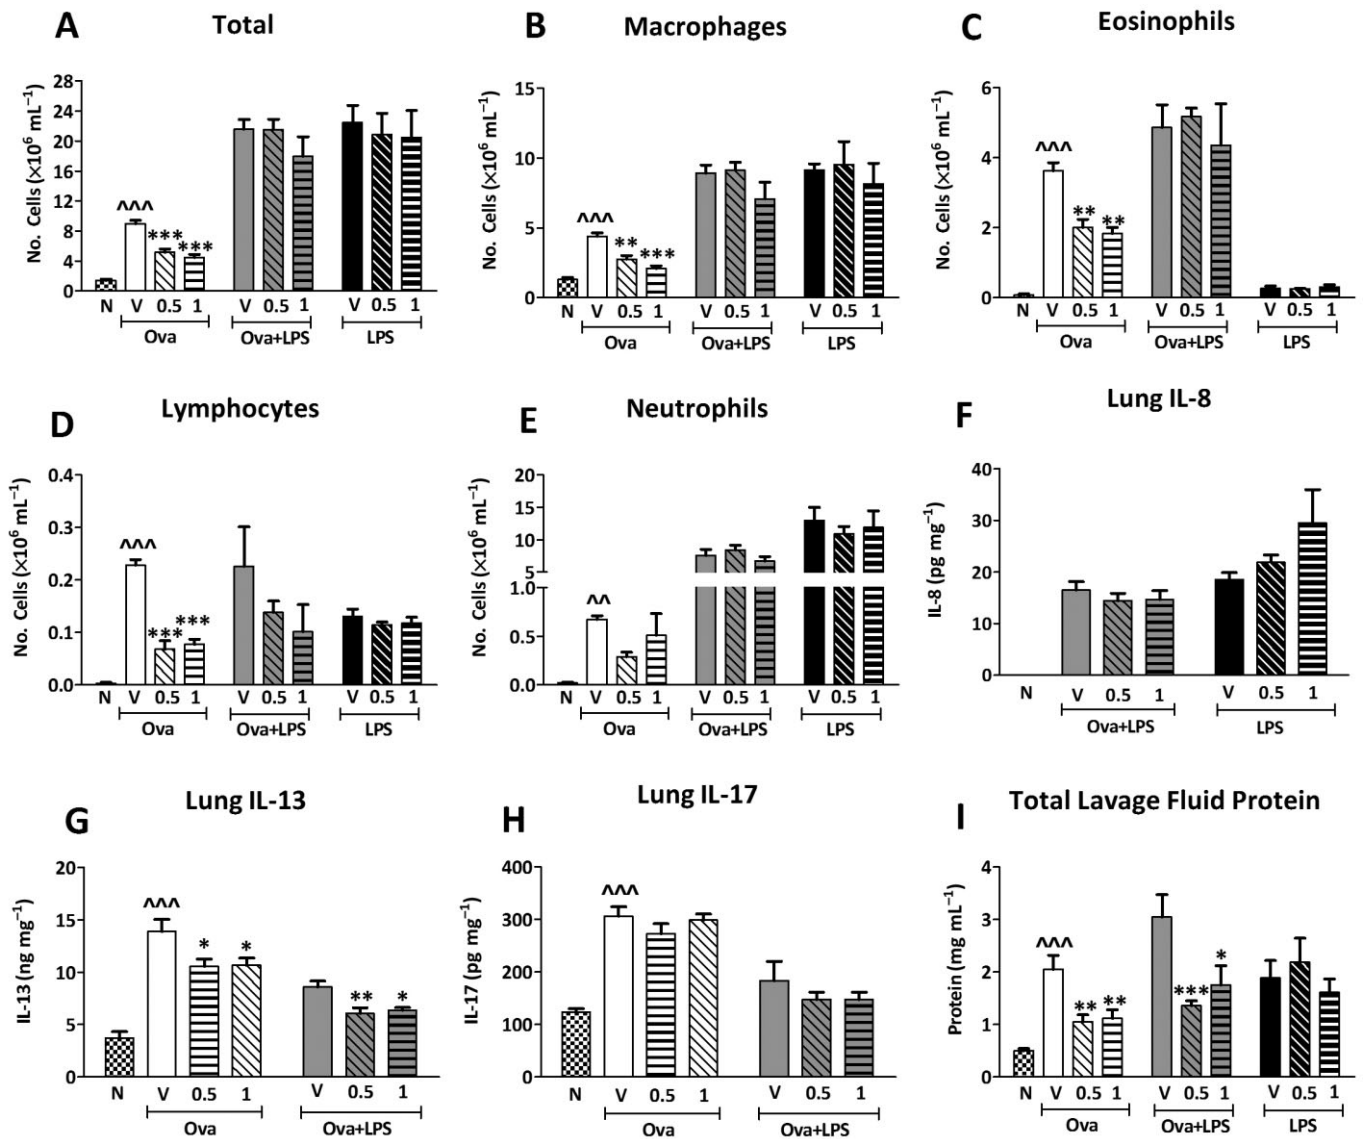 A Total
No. Cells (×10⁶ mL⁻¹)
28
24
20
16
12
8
4
0
^^^
***
***
N V 0.5 1 V 0.5 1 V 0.5 1
Ova Ova+LPS LPS
B Macrophages
No. Cells (×10⁶ mL⁻¹)
15
10
5
0
^^^
**
***
N V 0.5 1 V 0.5 1 V 0.5 1
Ova Ova+LPS LPS
C Eosinophils
No. Cells (×10⁶ mL⁻¹)
6
4
2
0
^^^
**
**
N V 0.5 1 V 0.5 1 V 0.5 1
Ova Ova+LPS LPS
D Lymphocytes
No. Cells (×10⁶ mL⁻¹)
0.4
0.3
0.2
0.1
0.0
^^^
***
***
N V 0.5 1 V 0.5 1 V 0.5 1
Ova Ova+LPS LPS
E Neutrophils
No. Cells (×10⁶ mL⁻¹)
20
15
10
5
1.0
0.5
0.0
^^
N V 0.5 1 V 0.5 1 V 0.5 1
Ova Ova+LPS LPS
F Lung IL-8
IL-8 (pg mg⁻¹)
40
30
20
10
0
N V 0.5 1 V 0.5 1
Ova+LPS LPS
G Lung IL-13
IL-13 (ng mg⁻¹)
20
15
10
5
0
^^^
*
*
**
*
N V 0.5 1 V 0.5 1
Ova Ova+LPS
H Lung IL-17
IL-17 (pg mg⁻¹)
400
300
200
100
0
^^^
N V 0.5 1 V 0.5 1
Ova Ova+LPS
I Total Lavage Fluid Protein
Protein (mg mL⁻¹)
4
3
2
1
0
^^^
**
**
***
*
N V 0.5 1 V 0.5 1 V 0.5 1
Ova Ova+LPS LPS